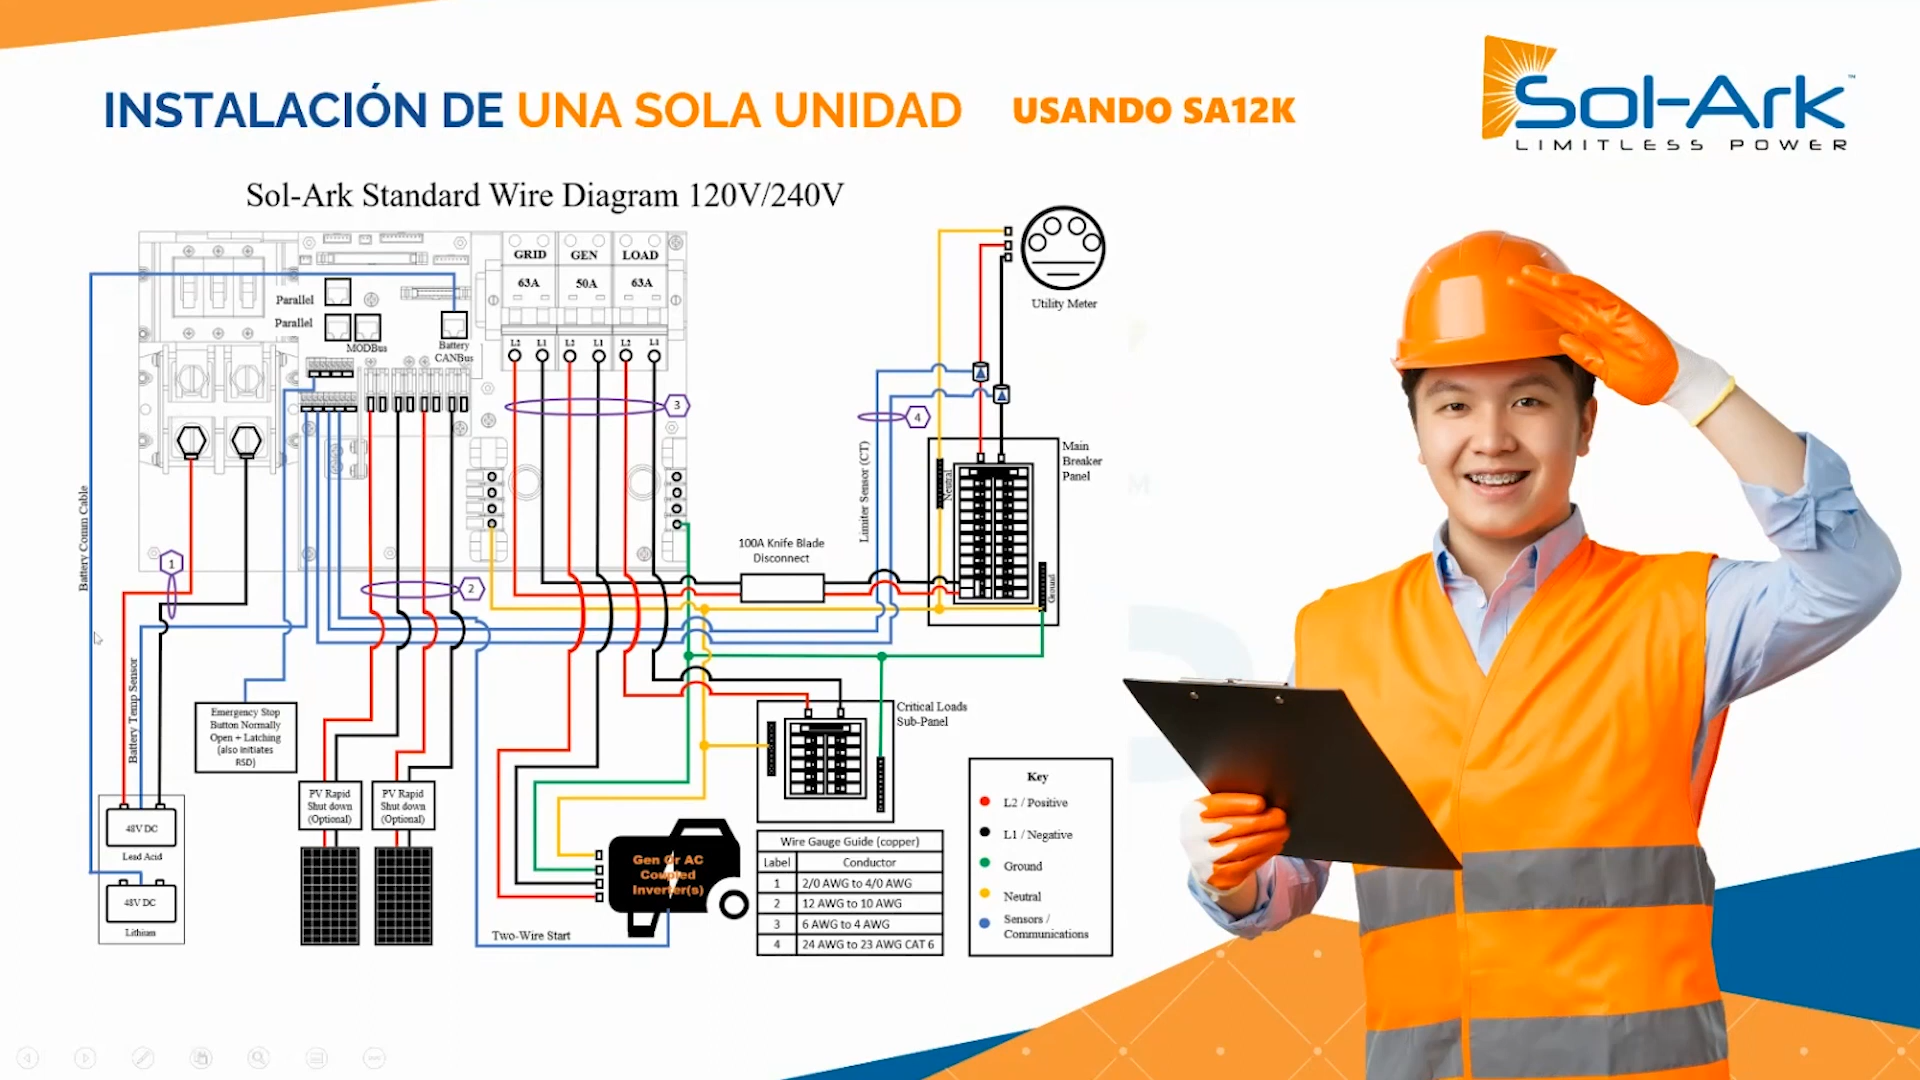 INSTALACIÓN DE UNA SOLA UNIDAD USANDO SA12K
Sol-Ark™
LIMITLESS POWER
Sol-Ark Standard Wire Diagram 120V/240V
GRID GEN LOAD
63A 50A 63A
L2 L1 L2 L1 L2 L1
Parallel
Parallel
MODBus
Battery
CANBus
Utility Meter
3
4
Limiter Sensor (CT)
Neutral
Main
Breaker
Panel
Ground
100A Knife Blade
Disconnect
Battery Comm Cable
1
2
Battery Temp Sensor
Emergency Stop
Button Normally
Open + Latching
(also initiates
RSD)
PV Rapid
Shut down
(Optional)
PV Rapid
Shut down
(Optional)
48V DC
Lead Acid
48V DC
Lithium
Critical Loads
Sub-Panel
Gen Or AC
Coupled
Inverter(s)
Two-Wire Start
Wire Gauge Guide (copper)
Label Conductor
1 2/0 AWG to 4/0 AWG
2 12 AWG to 10 AWG
3 6 AWG to 4 AWG
4 24 AWG to 23 AWG CAT 6
Key
L2 / Positive
L1 / Negative
Ground
Neutral
Sensors /
Communications